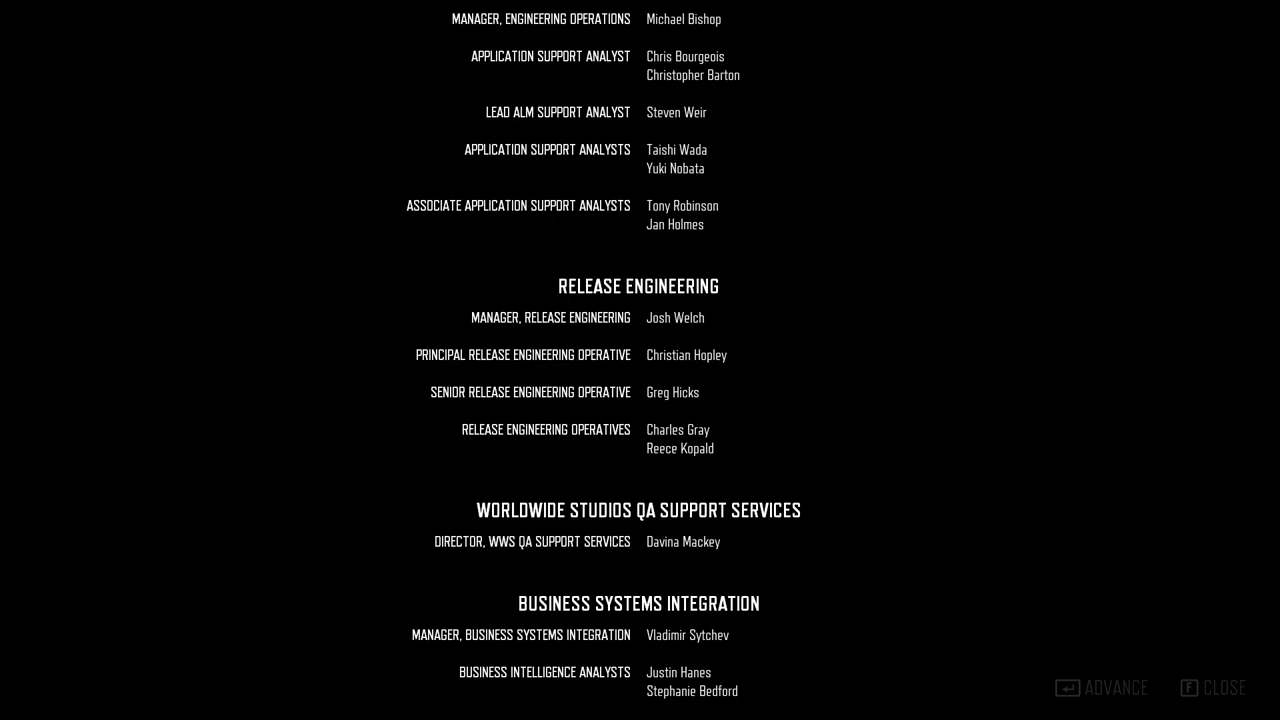 MANAGER, ENGINEERING OPERATIONS Michael Bishop
APPLICATION SUPPORT ANALYST Chris Bourgeois
Christopher Barton
LEAD ALM SUPPORT ANALYST Steven Weir
APPLICATION SUPPORT ANALYSTS Taishi Wada
Yuki Nobata
ASSOCIATE APPLICATION SUPPORT ANALYSTS Tony Robinson
Jan Holmes
RELEASE ENGINEERING
MANAGER, RELEASE ENGINEERING Josh Welch
PRINCIPAL RELEASE ENGINEERING OPERATIVE Christian Hopley
SENIOR RELEASE ENGINEERING OPERATIVE Greg Hicks
RELEASE ENGINEERING OPERATIVES Charles Gray
Reece Kopald
WORLDWIDE STUDIOS QA SUPPORT SERVICES
DIRECTOR, WWS QA SUPPORT SERVICES Davina Mackey
BUSINESS SYSTEMS INTEGRATION
MANAGER, BUSINESS SYSTEMS INTEGRATION Vladimir Sytchev
BUSINESS INTELLIGENCE ANALYSTS Justin Hanes
Stephanie Bedford
ADVANCE F CLOSE